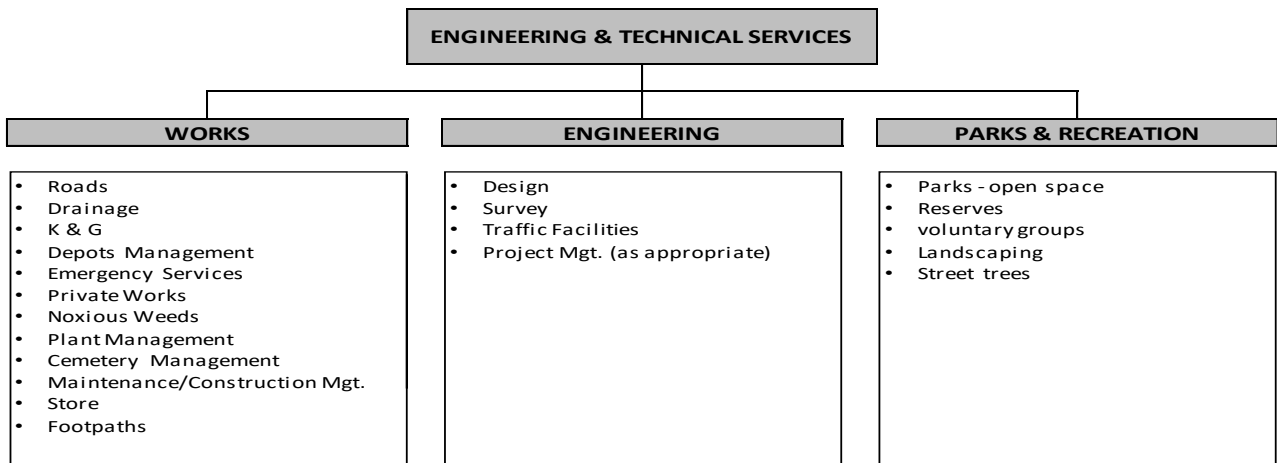 ENGINEERING & TECHNICAL SERVICES
WORKS
• Roads
• Drainage
• K & G
• Depots Management
• Emergency Services
• Private Works
• Noxious Weeds
• Plant Management
• Cemetery Management
• Maintenance/Construction Mgt.
• Store
• Footpaths
ENGINEERING
• Design
• Survey
• Traffic Facilities
• Project Mgt. (as appropriate)
PARKS & RECREATION
• Parks - open space
• Reserves
• voluntary groups
• Landscaping
• Street trees